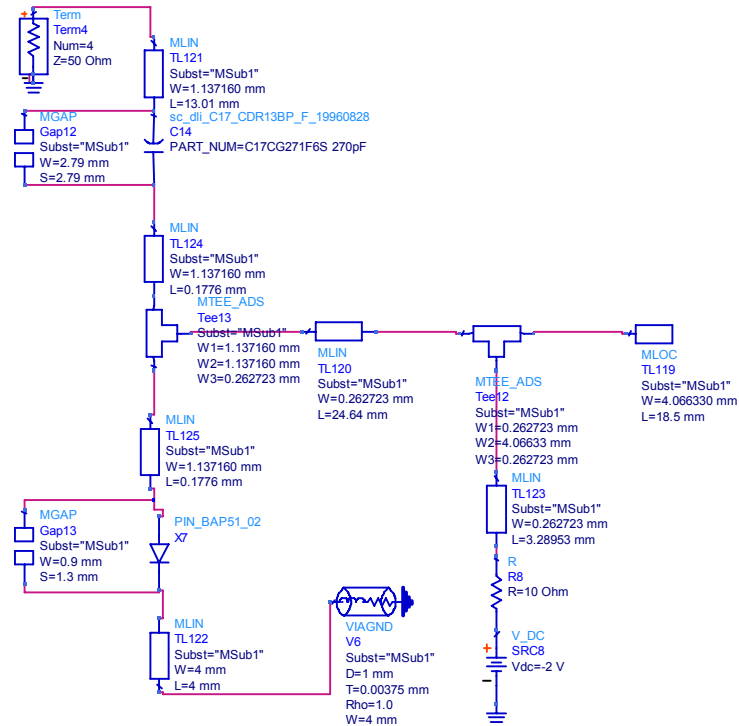 Term
Term4
Num=4
Z=50 Ohm
MLIN
TL121
Subst="MSub1"
W=1.137160 mm
L=13.01 mm
MGAP
Gap12
Subst="MSub1"
W=2.79 mm
S=2.79 mm
sc_dli_C17_CDR13BP_F_19960828
C14
PART_NUM=C17CG271F6S 270pF
MLIN
TL124
Subst="MSub1"
W=1.137160 mm
L=0.1776 mm
MTEE_ADS
Tee13
Subst="MSub1"
W1=1.137160 mm
W2=1.137160 mm
W3=0.262723 mm
MLIN
TL120
Subst="MSub1"
W=0.262723 mm
L=24.64 mm
MTEE_ADS
Tee12
Subst="MSub1"
W1=0.262723 mm
W2=4.06633 mm
W3=0.262723 mm
MLOC
TL119
Subst="MSub1"
W=4.066330 mm
L=18.5 mm
MLIN
TL125
Subst="MSub1"
W=1.137160 mm
L=0.1776 mm
MLIN
TL123
Subst="MSub1"
W=0.262723 mm
L=3.28953 mm
MGAP
Gap13
Subst="MSub1"
W=0.9 mm
S=1.3 mm
PIN_BAP51_02
X7
R
R8
R=10 Ohm
MLIN
TL122
Subst="MSub1"
W=4 mm
L=4 mm
VIAGND
V6
Subst="MSub1"
D=1 mm
T=0.00375 mm
Rho=1.0
W=4 mm
V_DC
SRC8
Vdc=-2 V